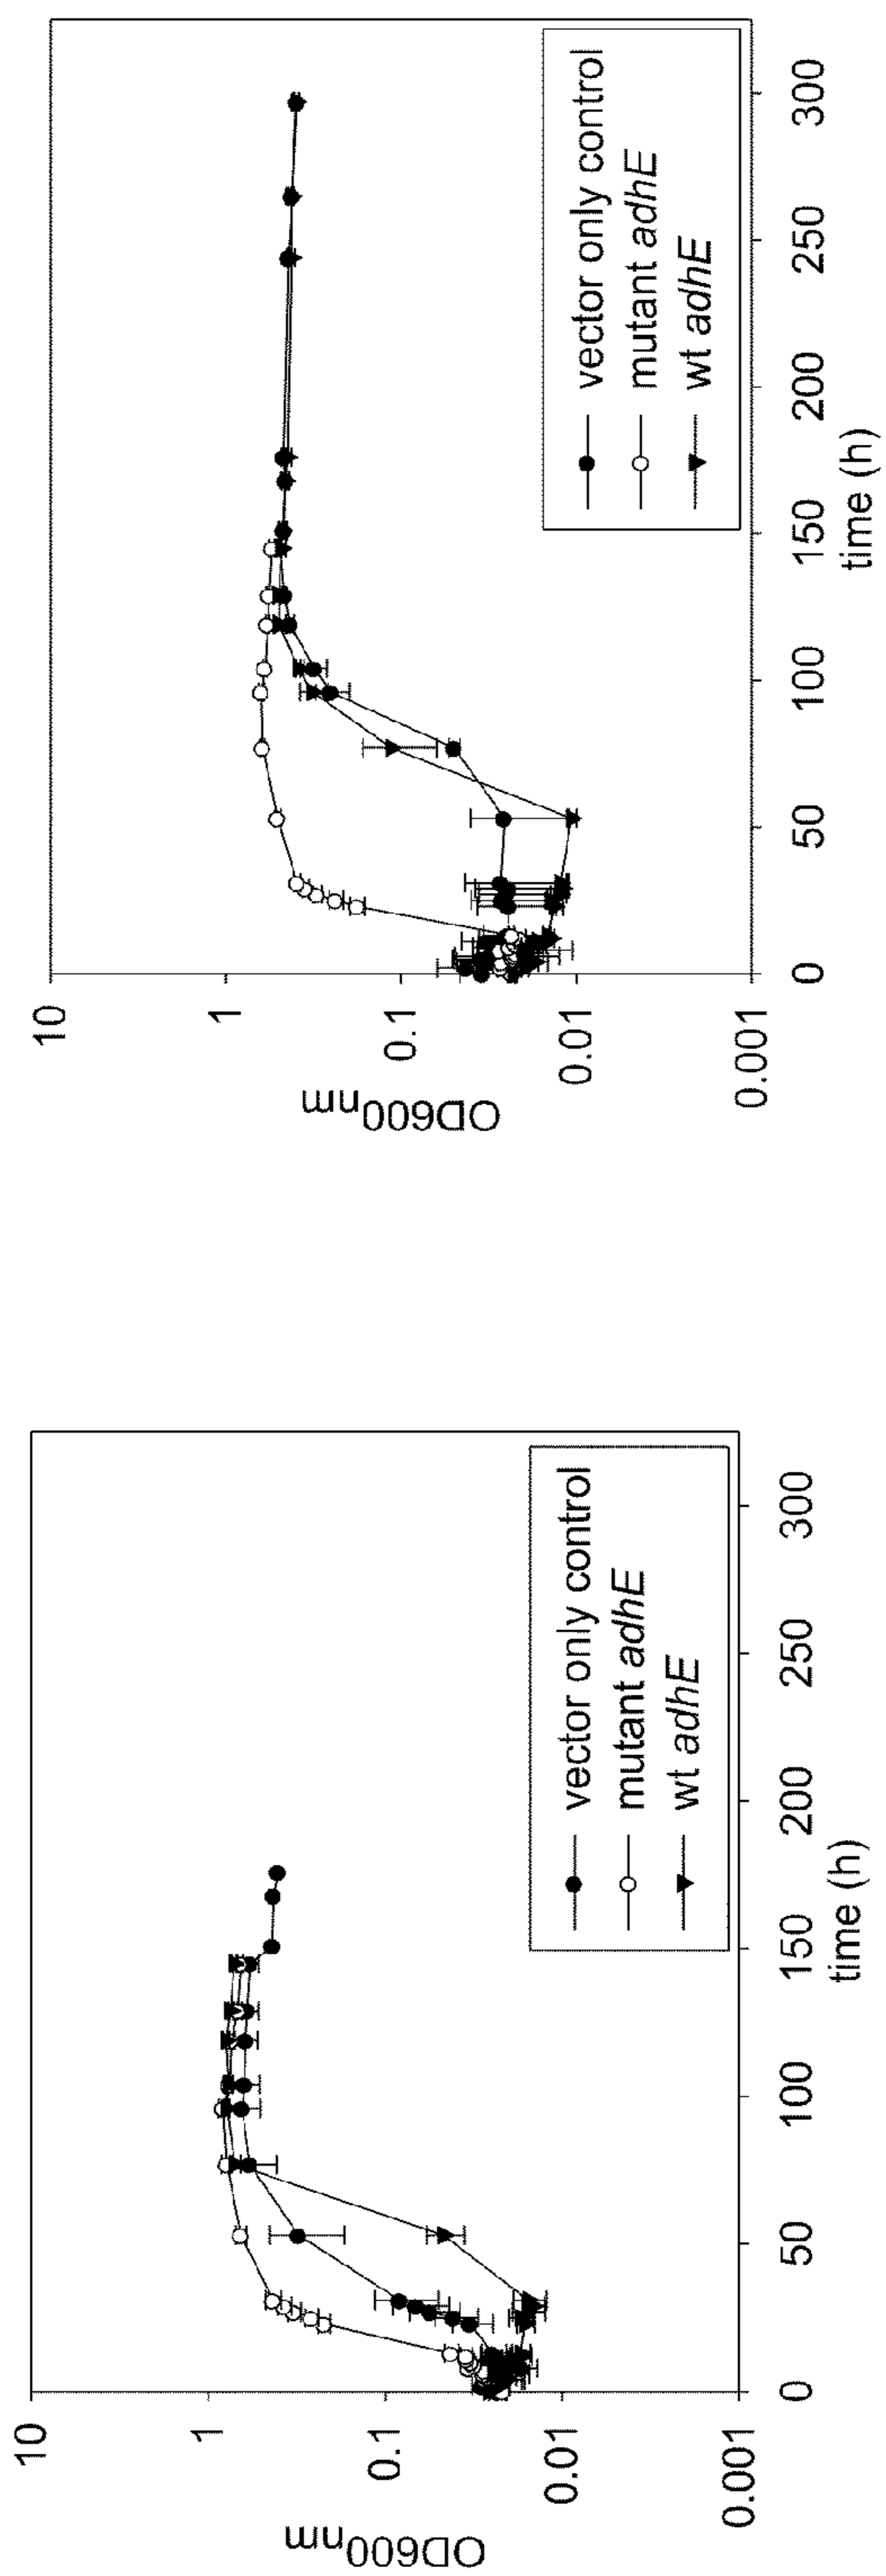 OD600nm
10
1
0.1
0.01
0.001
0 50 100 150 200 250 300
time (h)
vector only control
mutant adhE
wt adhE
OD600nm
10
1
0.1
0.01
0.001
0 50 100 150 200 250 300
time (h)
vector only control
mutant adhE
wt adhE